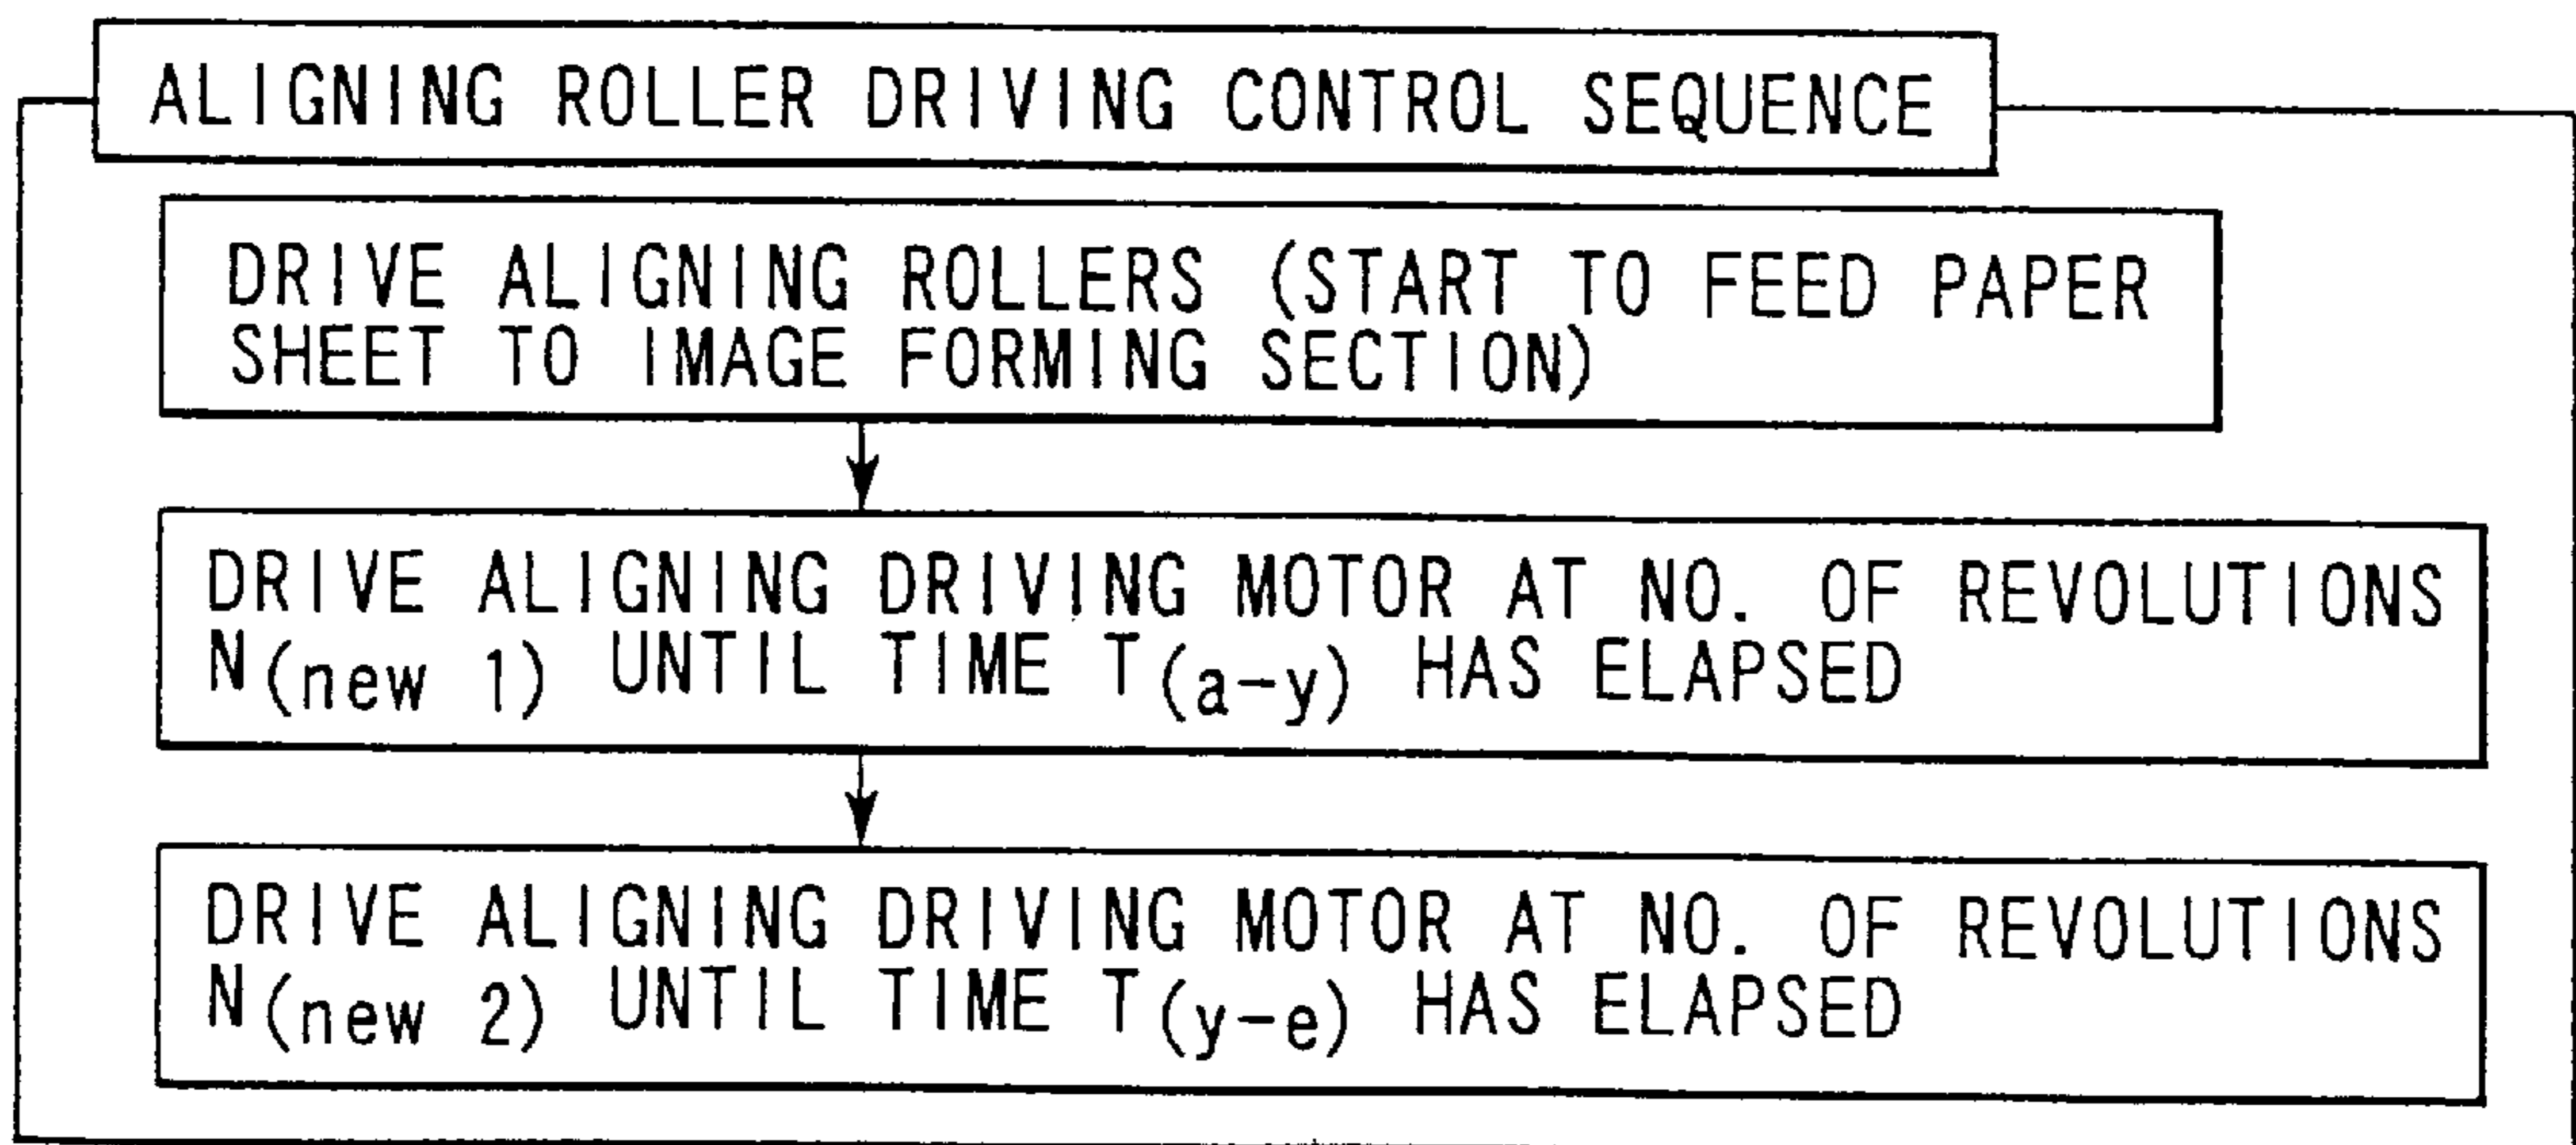 ALIGNING ROLLER DRIVING CONTROL SEQUENCE
DRIVE ALIGNING ROLLERS (START TO FEED PAPER
SHEET TO IMAGE FORMING SECTION)
DRIVE ALIGNING DRIVING MOTOR AT NO. OF REVOLUTIONS
N(new 1) UNTIL TIME T(a-y) HAS ELAPSED
DRIVE ALIGNING DRIVING MOTOR AT NO. OF REVOLUTIONS
N(new 2) UNTIL TIME T(y-e) HAS ELAPSED